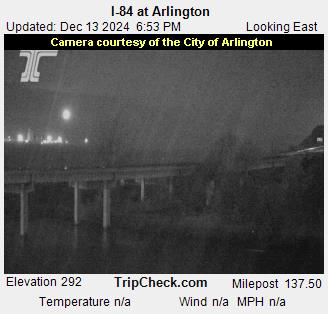 I-84 at Arlington
Updated: Dec 13 2024 6:53 PM Looking East
Camera courtesy of the City of Arlington
Elevation 292 TripCheck.com Milepost 137.50
Temperature n/a Wind n/a MPH n/a